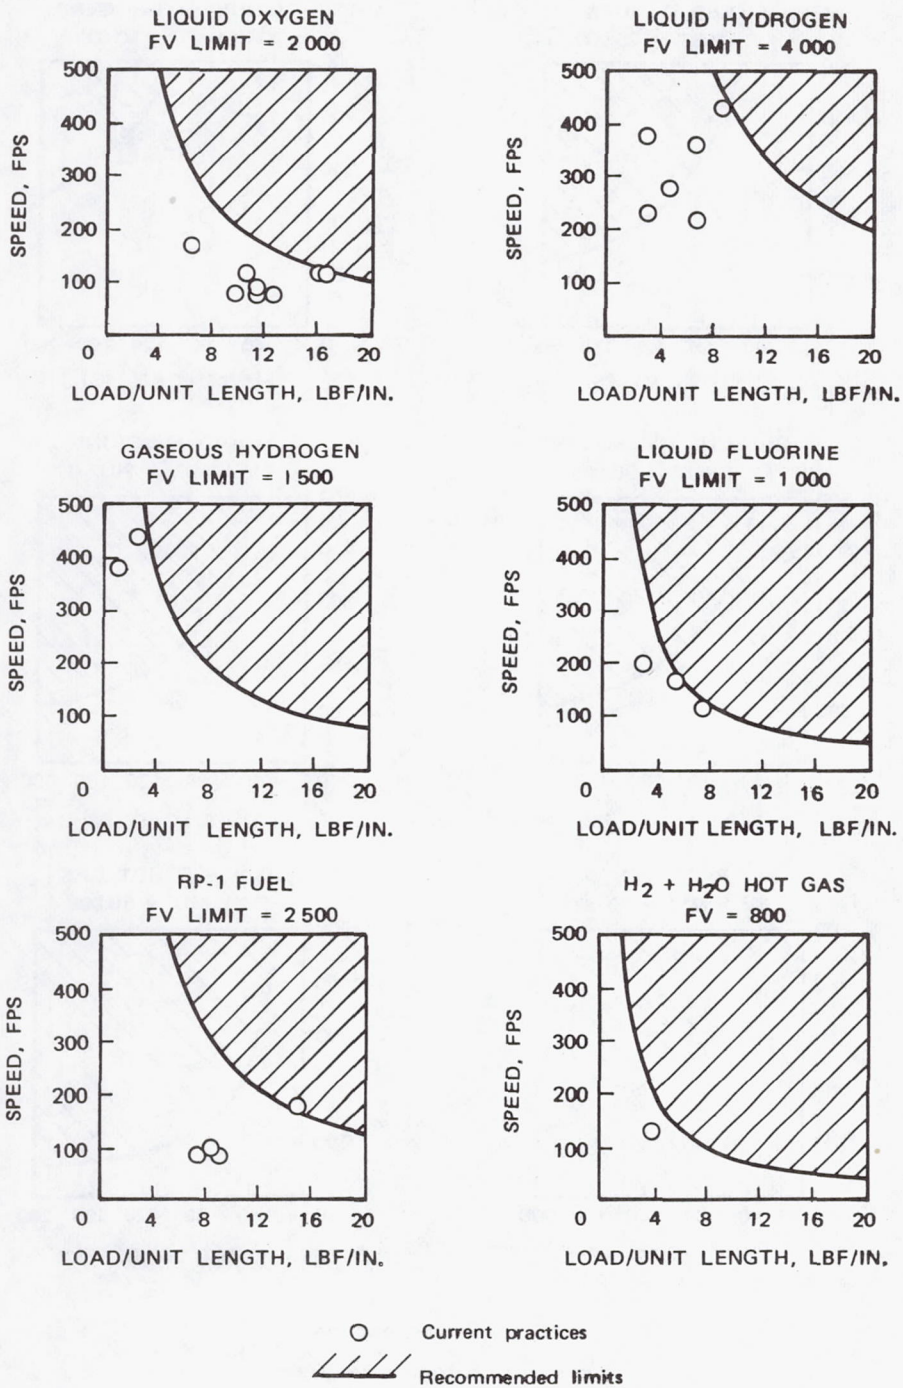 LIQUID OXYGEN
FV LIMIT = 2 000
SPEED, FPS
500
400
300
200
100
0
4
8
12
16
20
LOAD/UNIT LENGTH, LBF/IN.
LIQUID HYDROGEN
FV LIMIT = 4 000
SPEED, FPS
500
400
300
200
100
0
4
8
12
16
20
LOAD/UNIT LENGTH, LBF/IN.
GASEOUS HYDROGEN
FV LIMIT = 1 500
SPEED, FPS
500
400
300
200
100
0
4
8
12
16
20
LOAD/UNIT LENGTH, LBF/IN.
LIQUID FLUORINE
FV LIMIT = 1 000
SPEED, FPS
500
400
300
200
100
0
4
8
12
16
20
LOAD/UNIT LENGTH, LBF/IN.
RP-1 FUEL
FV LIMIT = 2 500
SPEED, FPS
500
400
300
200
100
0
4
8
12
16
20
LOAD/UNIT LENGTH, LBF/IN.
H2 + H2O HOT GAS
FV = 800
SPEED, FPS
500
400
300
200
100
0
4
8
12
16
20
LOAD/UNIT LENGTH, LBF/IN.
Current practices
Recommended limits